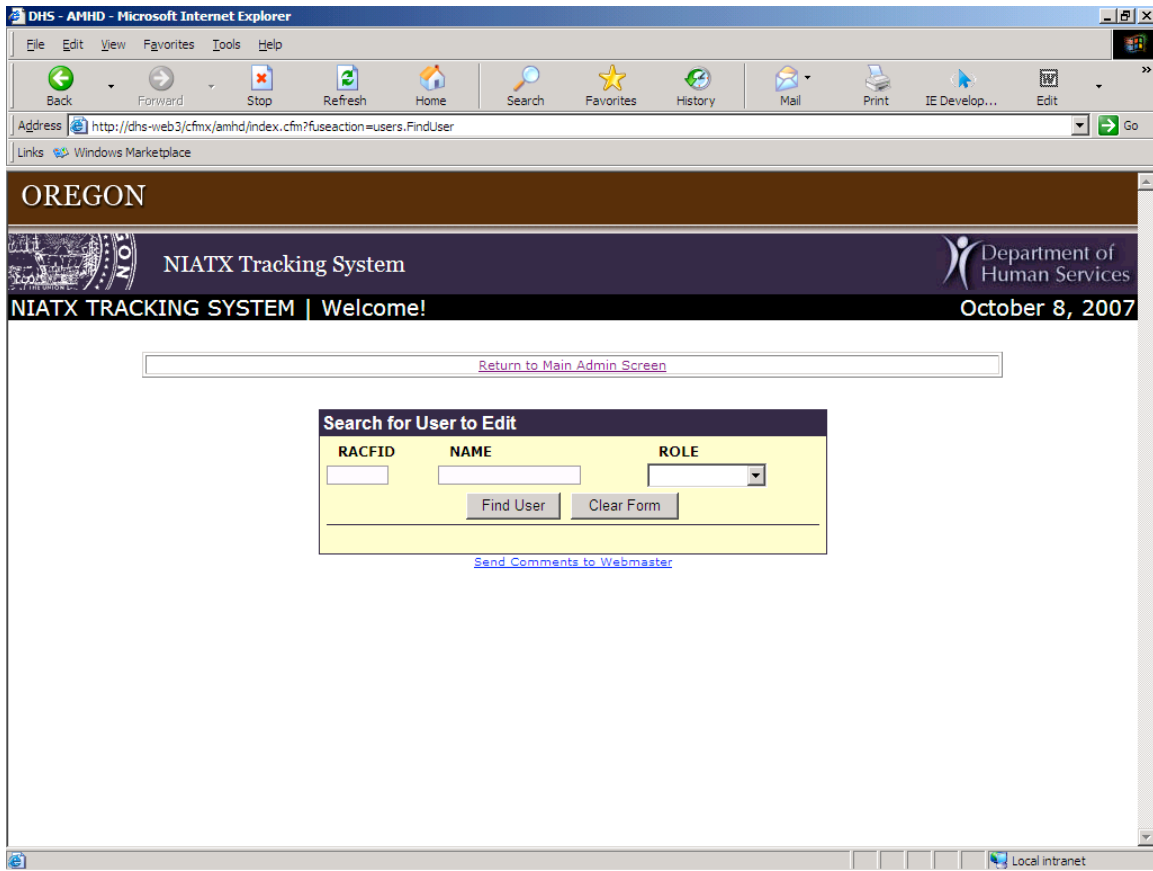 DHS - AMHD - Microsoft Internet Explorer
File Edit View Favorites Tools Help
Back Forward Stop Refresh Home Search Favorites History Mail Print IE Develop... Edit »
Address http://dhs-web3/cfmx/amhd/index.cfm?fuseaction=users.FindUser Go
Links Windows Marketplace
OREGON
NIATX Tracking System
Department of
Human Services
NIATX TRACKING SYSTEM | Welcome! October 8, 2007
Return to Main Admin Screen
Search for User to Edit
RACFID NAME ROLE
Find User Clear Form
Send Comments to Webmaster
Local intranet